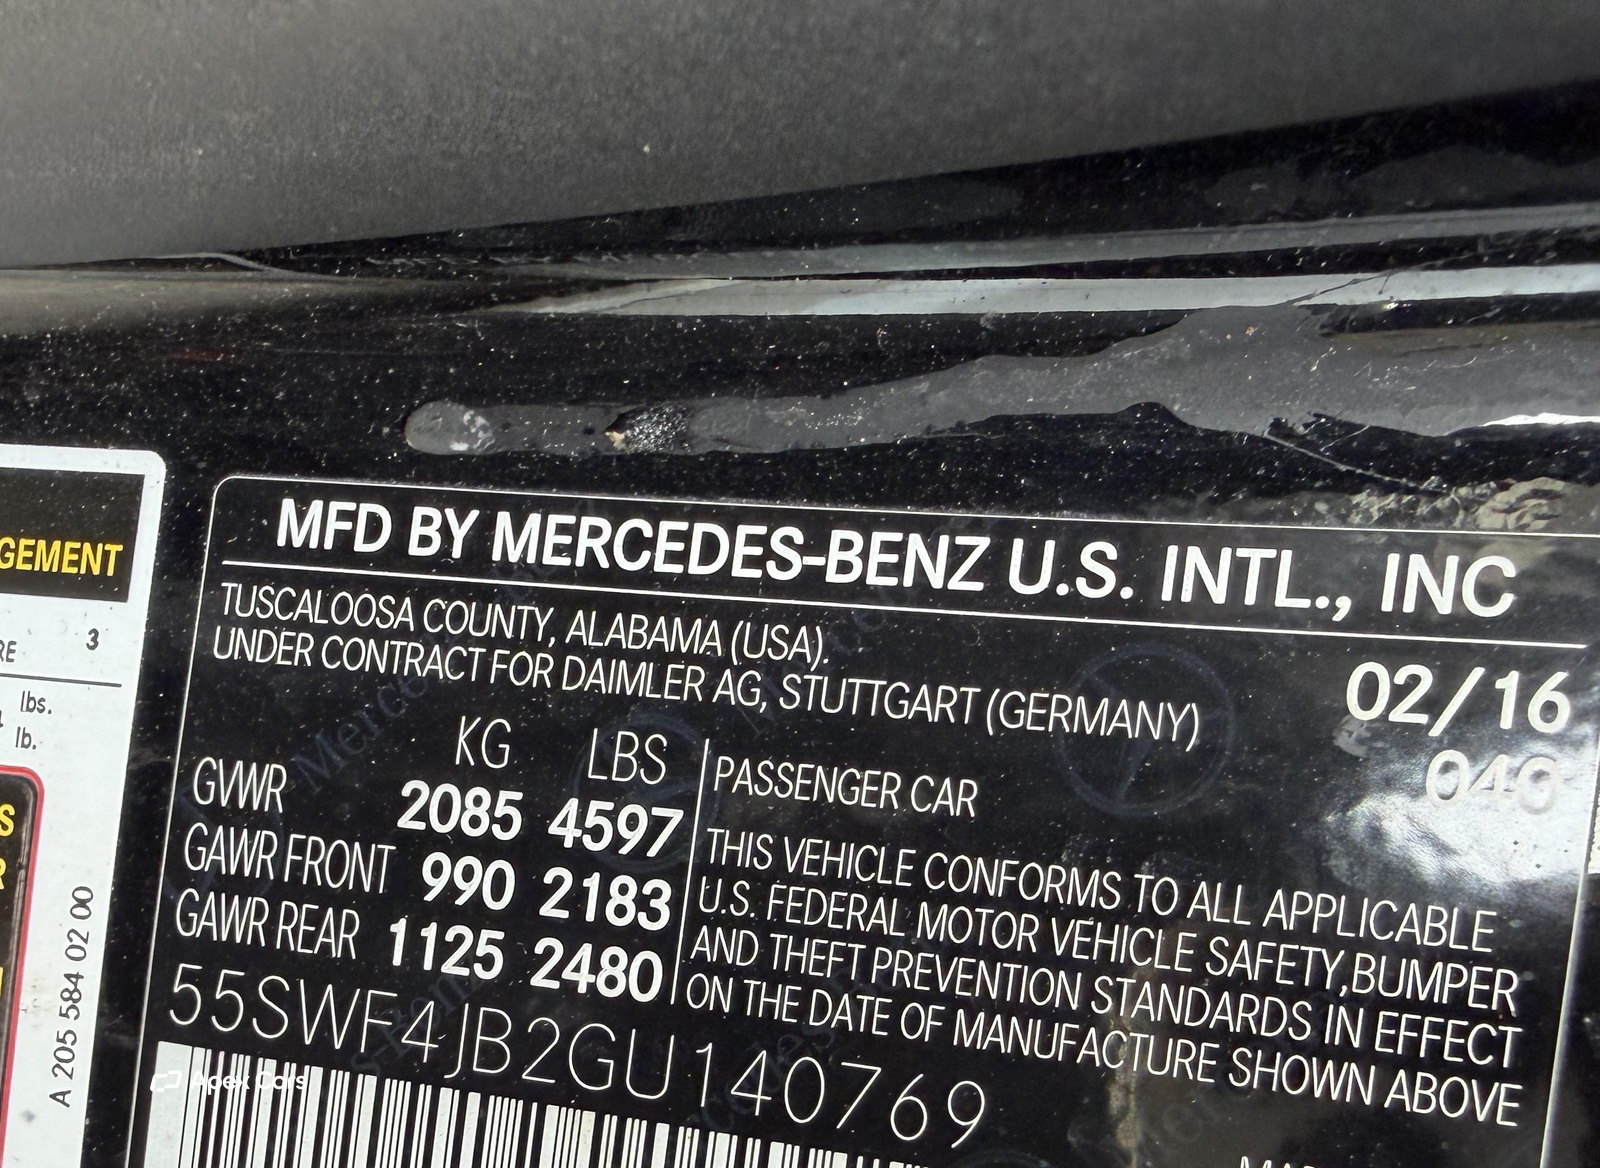 GEMENT
3
lbs.
lb.
A 205 584 02 00
MFD BY MERCEDES-BENZ U.S. INTL., INC
TUSCALOOSA COUNTY, ALABAMA (USA).
UNDER CONTRACT FOR DAIMLER AG, STUTTGART (GERMANY)
02/16
040
KG LBS
GVWR 2085 4597
GAWR FRONT 990 2183
GAWR REAR 1125 2480
PASSENGER CAR
THIS VEHICLE CONFORMS TO ALL APPLICABLE
U.S. FEDERAL MOTOR VEHICLE SAFETY,BUMPER
AND THEFT PREVENTION STANDARDS IN EFFECT
ON THE DATE OF MANUFACTURE SHOWN ABOVE
55SWF4JB2GU140769
Apex Cars